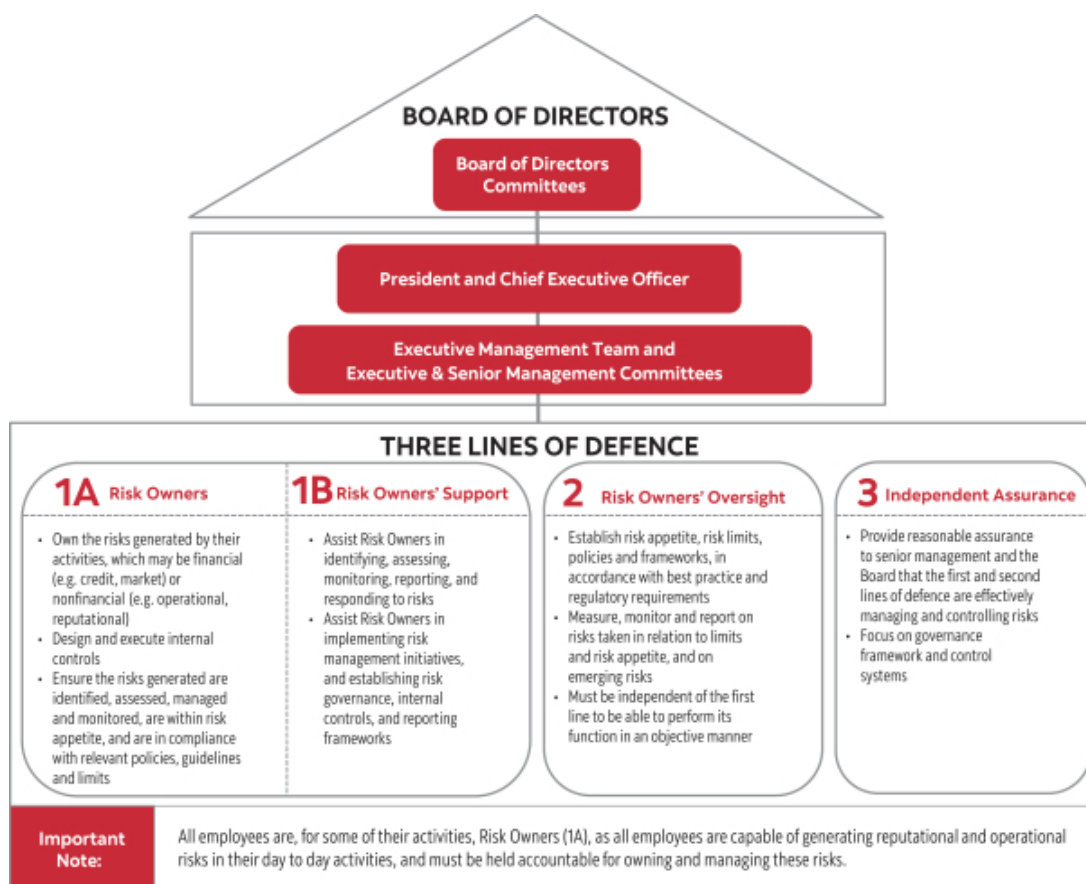 BOARD OF DIRECTORS
Board of Directors
Committees
President and Chief Executive Officer
Executive Management Team and
Executive & Senior Management Committees
THREE LINES OF DEFENCE
1A Risk Owners
• Own the risks generated by their
activities, which may be financial
(e.g. credit, market) or
nonfinancial (e.g. operational,
reputational)
• Design and execute internal
controls
• Ensure the risks generated are
identified, assessed, managed
and monitored, are within risk
appetite, and are in compliance
with relevant policies, guidelines
and limits
1B Risk Owners' Support
• Assist Risk Owners in
identifying, assessing,
monitoring, reporting, and
responding to risks
• Assist Risk Owners in
implementing risk
management initiatives,
and establishing risk
governance, internal
controls, and reporting
frameworks
2 Risk Owners' Oversight
• Establish risk appetite, risk limits,
policies and frameworks, in
accordance with best practice and
regulatory requirements
• Measure, monitor and report on
risks taken in relation to limits
and risk appetite, and on
emerging risks
• Must be independent of the first
line to be able to perform its
function in an objective manner
3 Independent Assurance
• Provide reasonable assurance
to senior management and the
Board that the first and second
lines of defence are effectively
managing and controlling risks
• Focus on governance
framework and control
systems
Important
Note:
All employees are, for some of their activities, Risk Owners (1A), as all employees are capable of generating reputational and operational
risks in their day to day activities, and must be held accountable for owning and managing these risks.